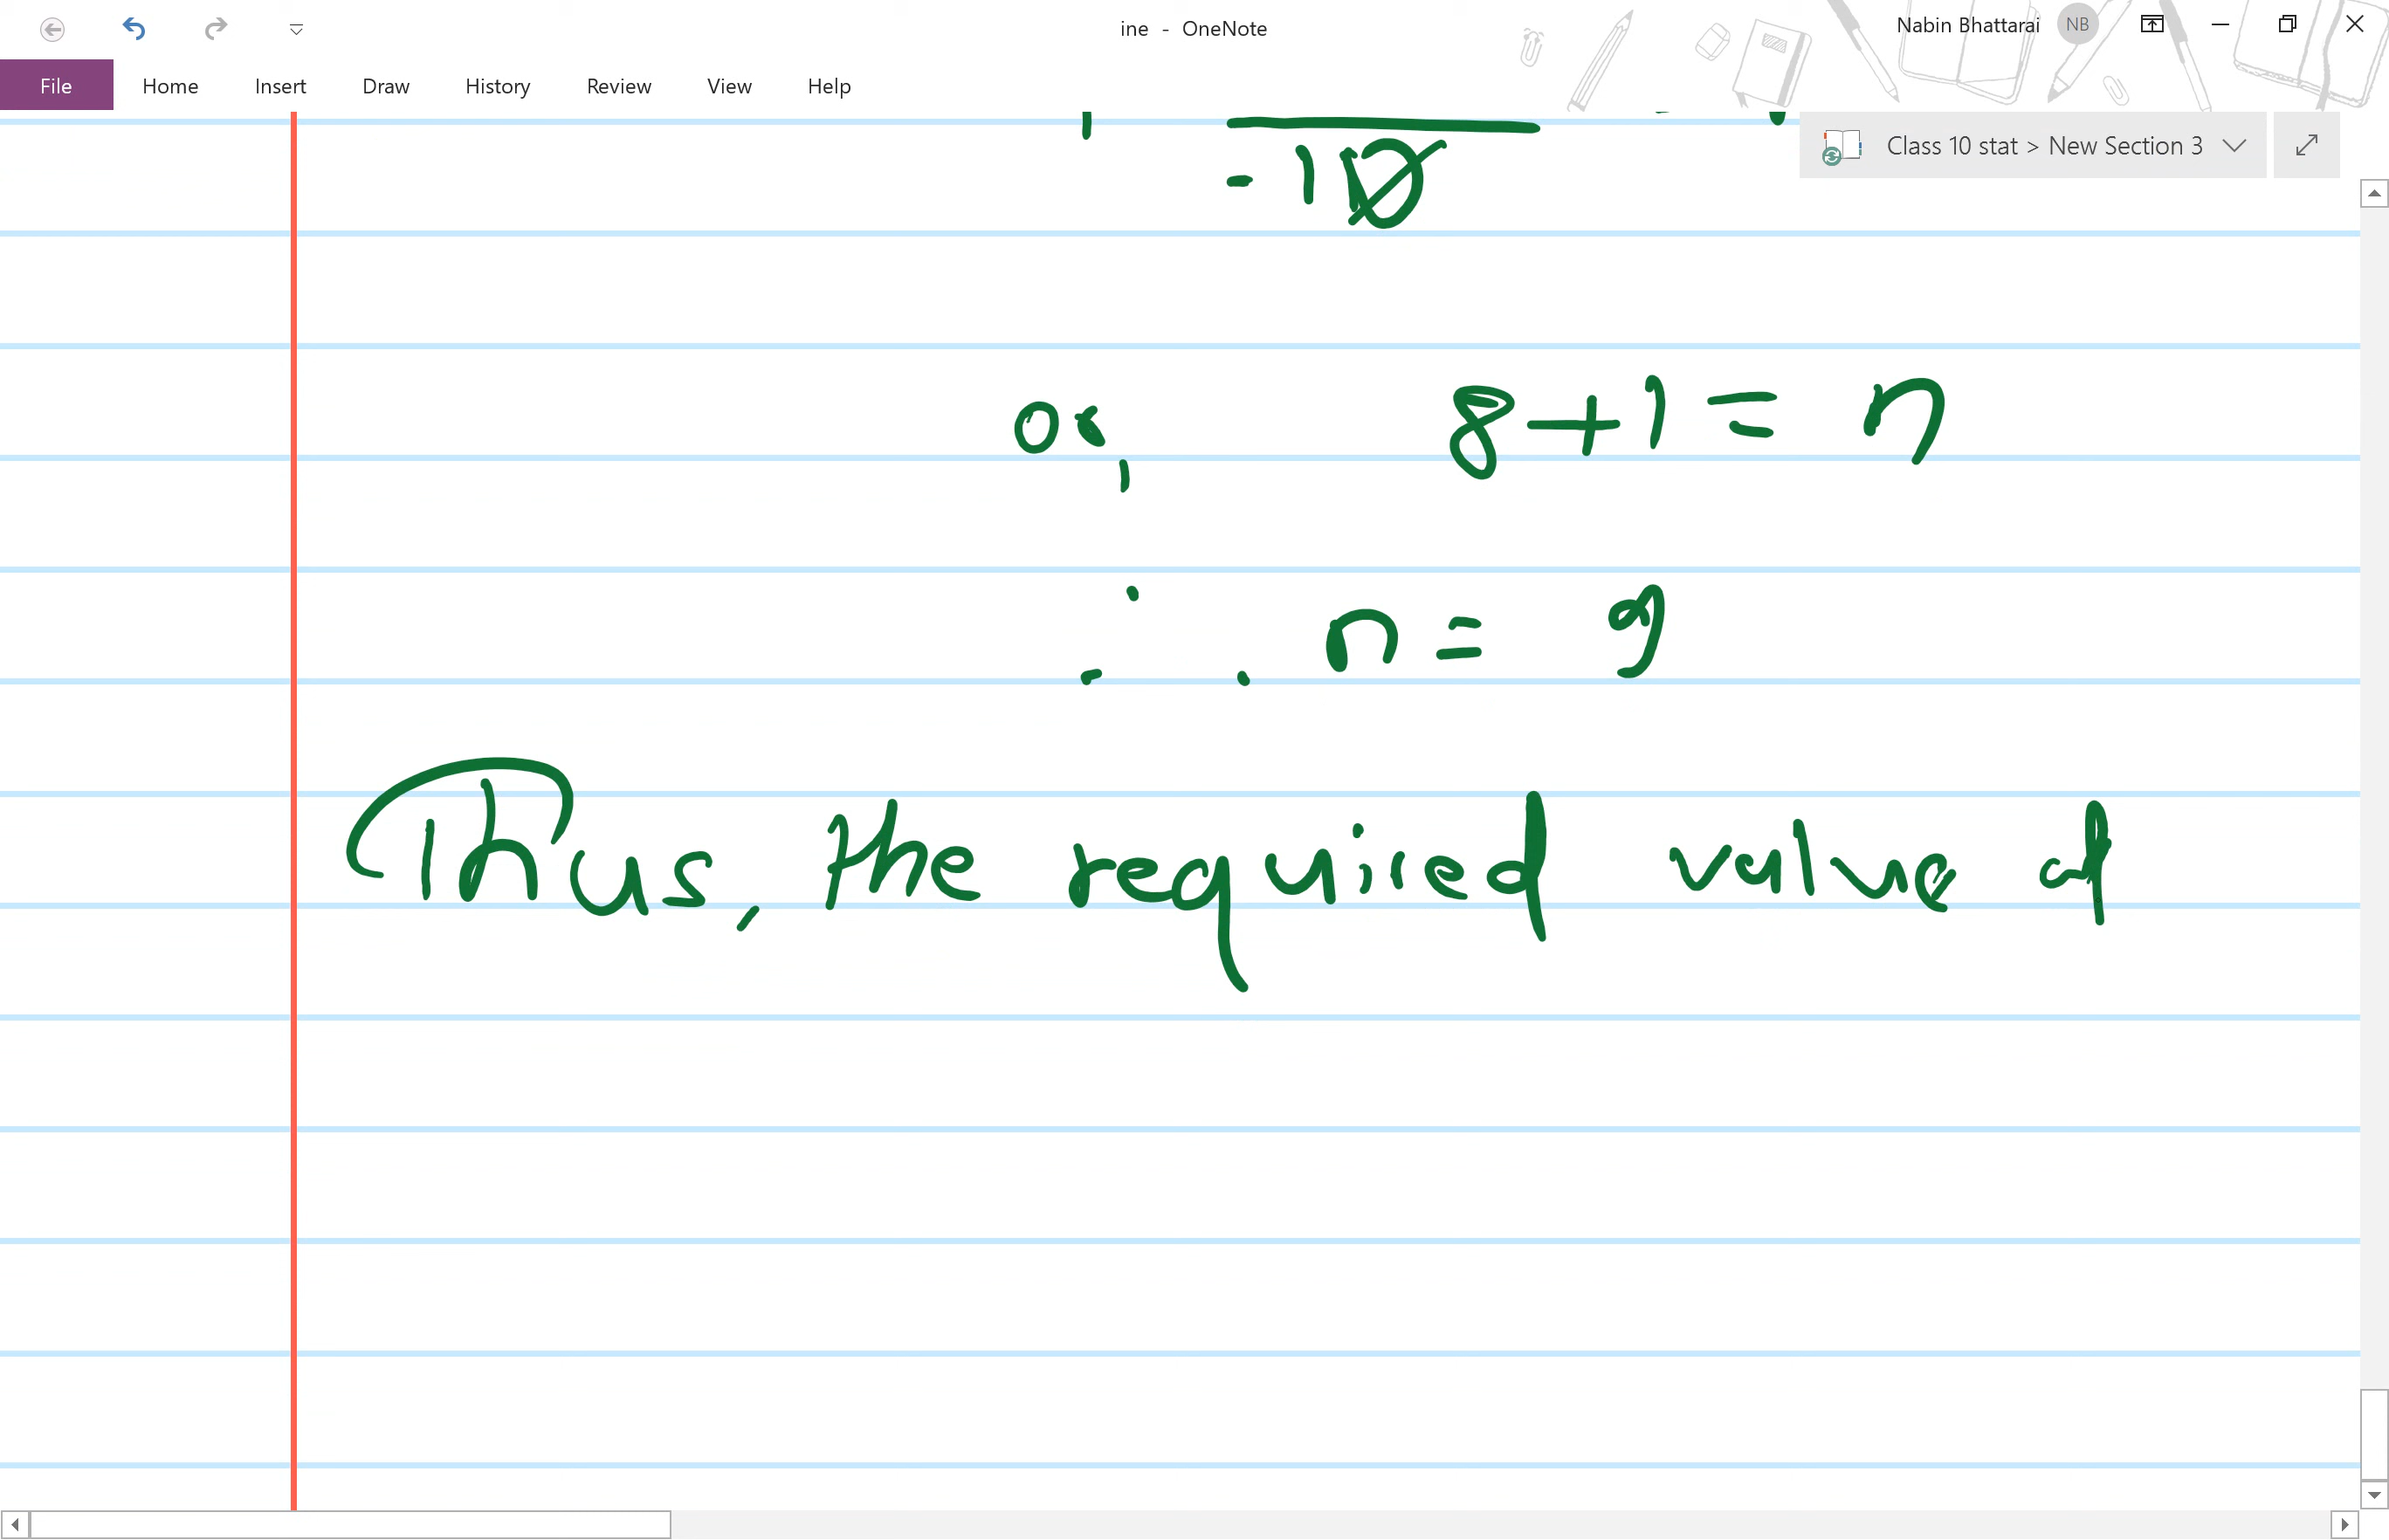 ine - OneNote
Nabin Bhattarai NB
File Home Insert Draw History Review View Help
Class 10 stat > New Section 3
- 110
or, 8+1 = n
∴ n = 9
Thus, the required value of